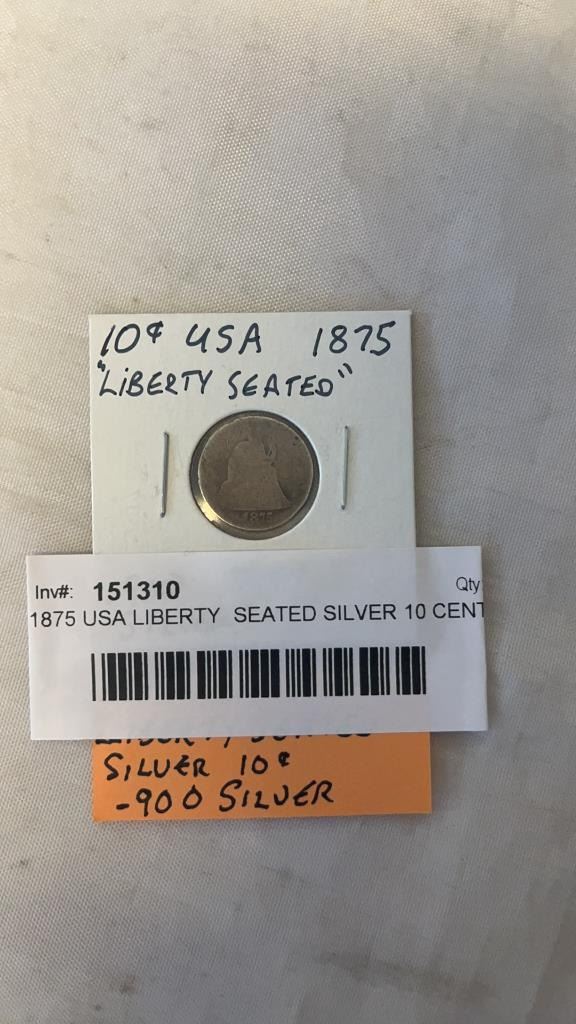 10¢ USA 1875
"LIBERTY SEATED"
1875
Inv#: 151310 Qty
1875 USA LIBERTY SEATED SILVER 10 CENT
SILVER 10¢
-900 SILVER